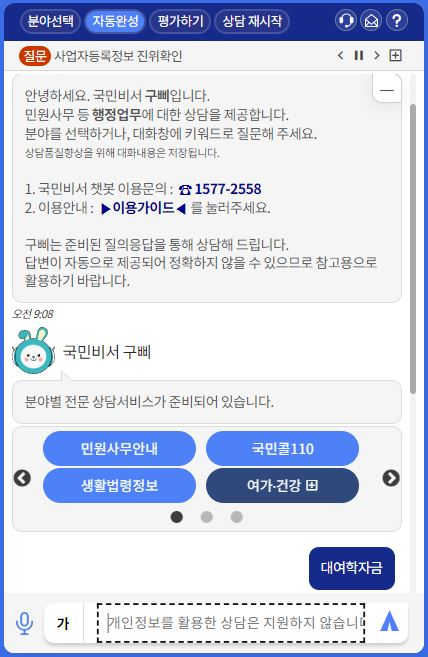 분야선택 자동완성 평가하기 상담 재시작 ?
질문 사업자등록정보 진위확인
안녕하세요. 국민비서 구삐입니다.
민원사무 등 행정업무에 대한 상담을 제공합니다.
분야를 선택하거나, 대화창에 키워드로 질문해 주세요.
상담품질향상을 위해 대화내용은 저장됩니다.
1. 국민비서 챗봇 이용문의 : ☎ 1577-2558
2. 이용안내 : ▶이용가이드◀ 를 눌러주세요.
구삐는 준비된 질의응답을 통해 상담해 드립니다.
답변이 자동으로 제공되어 정확하지 않을 수 있으므로 참고용으로
활용하기 바랍니다.
오전 9:08
국민비서 구삐
분야별 전문 상담서비스가 준비되어 있습니다.
민원사무안내 국민콜110
생활법령정보 여가·건강
대여학자금
가 개인정보를 활용한 상담은 지원하지 않습니다